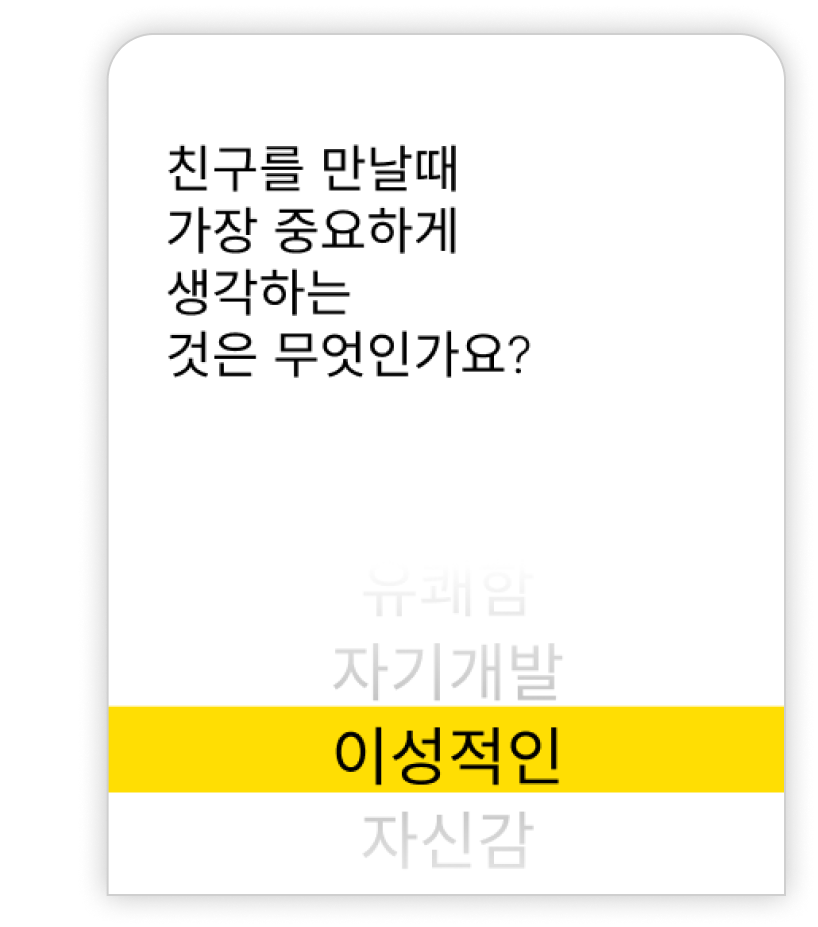 친구를 만날때
가장 중요하게
생각하는
것은 무엇인가요?
유쾌함
자기개발
이성적인
자신감